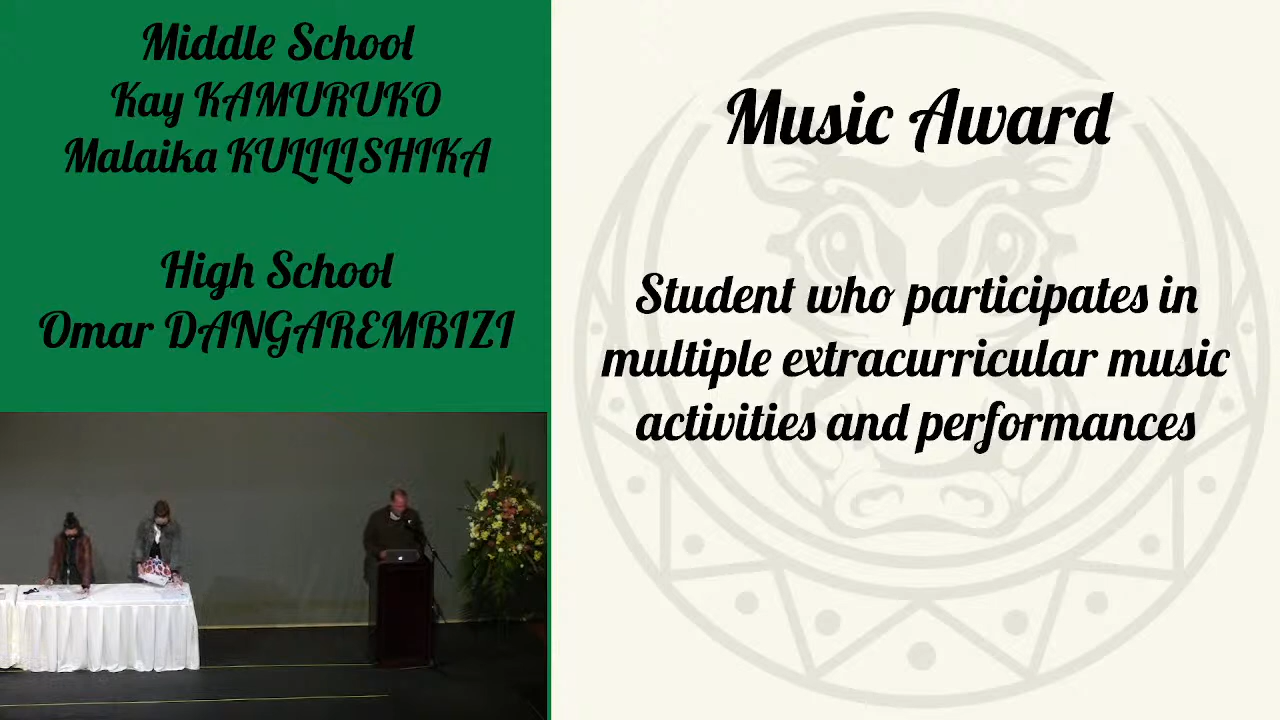 Middle School
Kay KAMURUKO
Malaika KULILISHIKA
High School
Omar DANGAREMBIZI
Music Award
Student who participates in
multiple extracurricular music
activities and performances